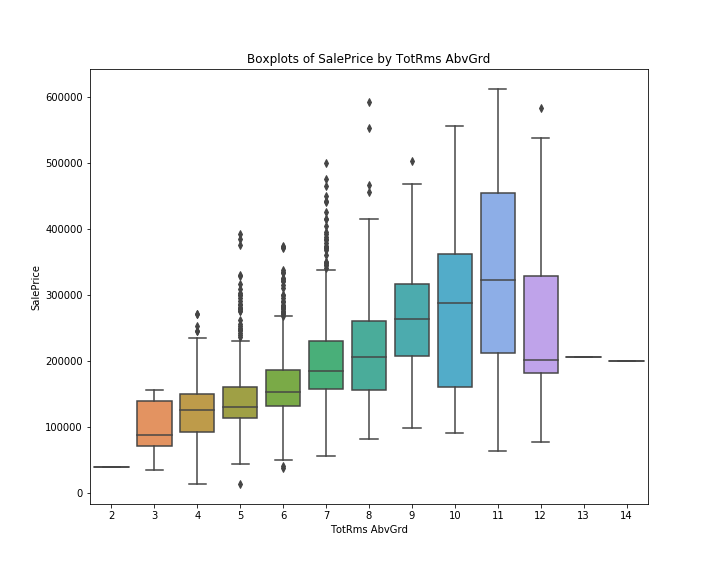 Boxplots of SalePrice by TotRms AbvGrd
600000
500000
400000
300000
200000
100000
0
SalePrice
2 3 4 5 6 7 8 9 10 11 12 13 14
TotRms AbvGrd